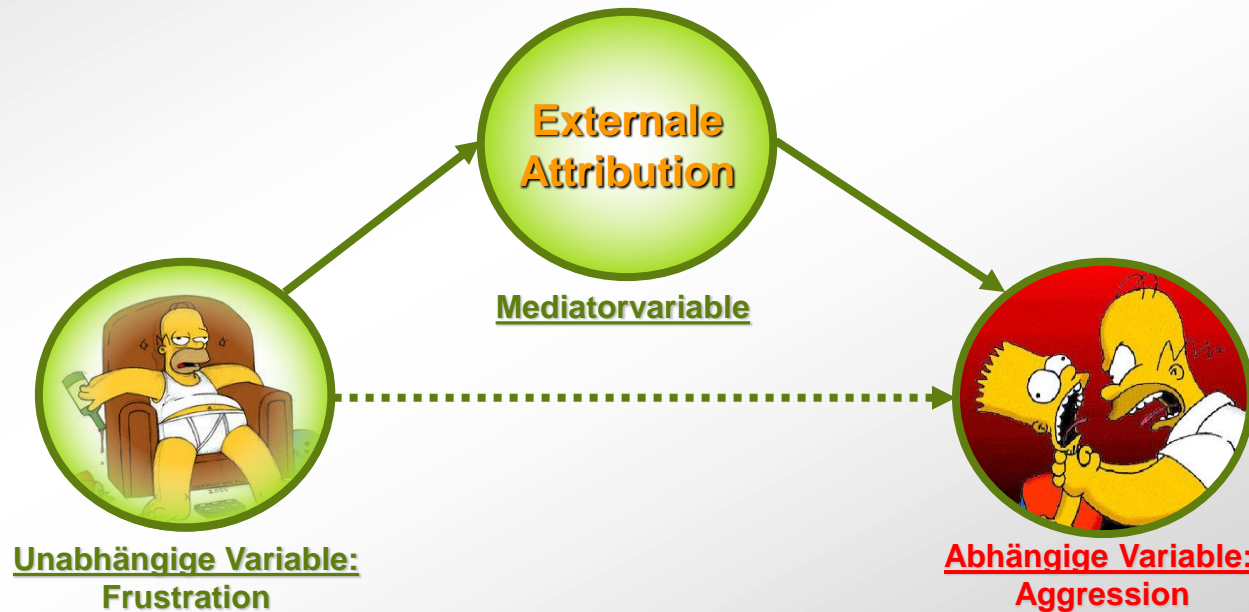 Externale
Attribution
Mediatorvariable
Unabhängige Variable:
Frustration
Abhängige Variable:
Aggression